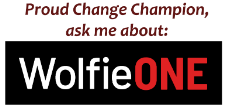 Proud Change Champion,
ask me about:
WolfieONE